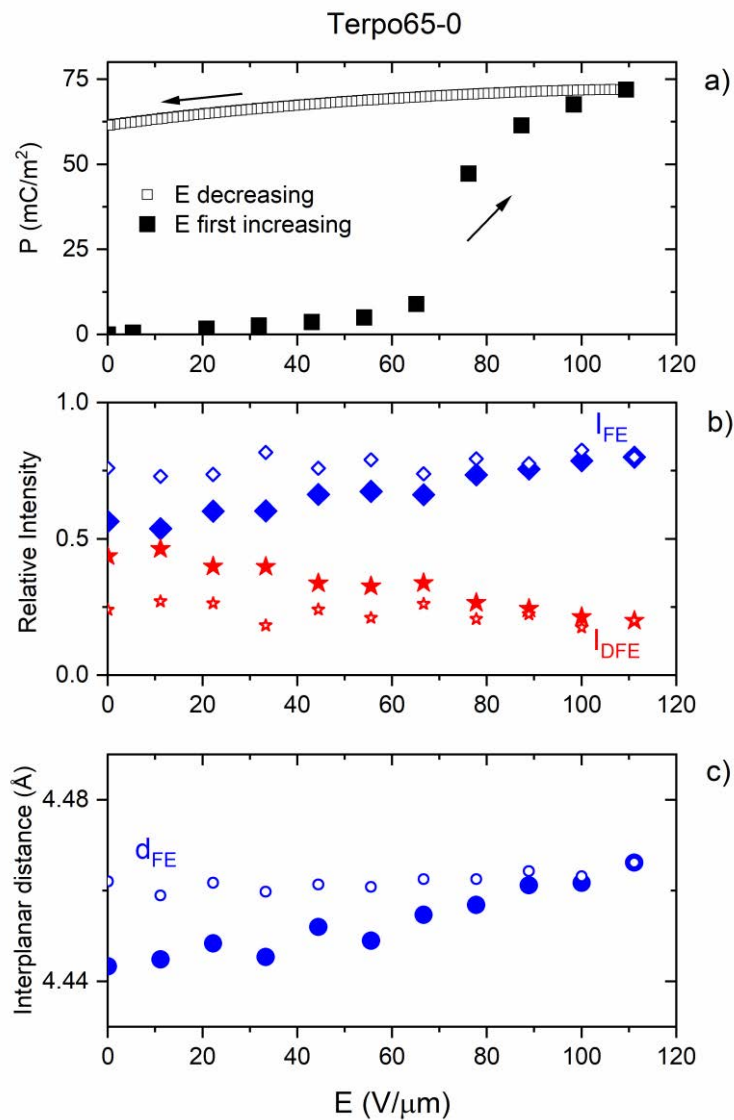 Terpo65-0
a)
P (mC/m²)
75
50
25
0
E decreasing
E first increasing
0 20 40 60 80 100 120
b)
Relative Intensity
1.0
0.5
0.0
I_FE
I_DFE
0 20 40 60 80 100 120
c)
Interplanar distance (Å)
4.48
4.44
d_FE
0 20 40 60 80 100 120
E (V/μm)